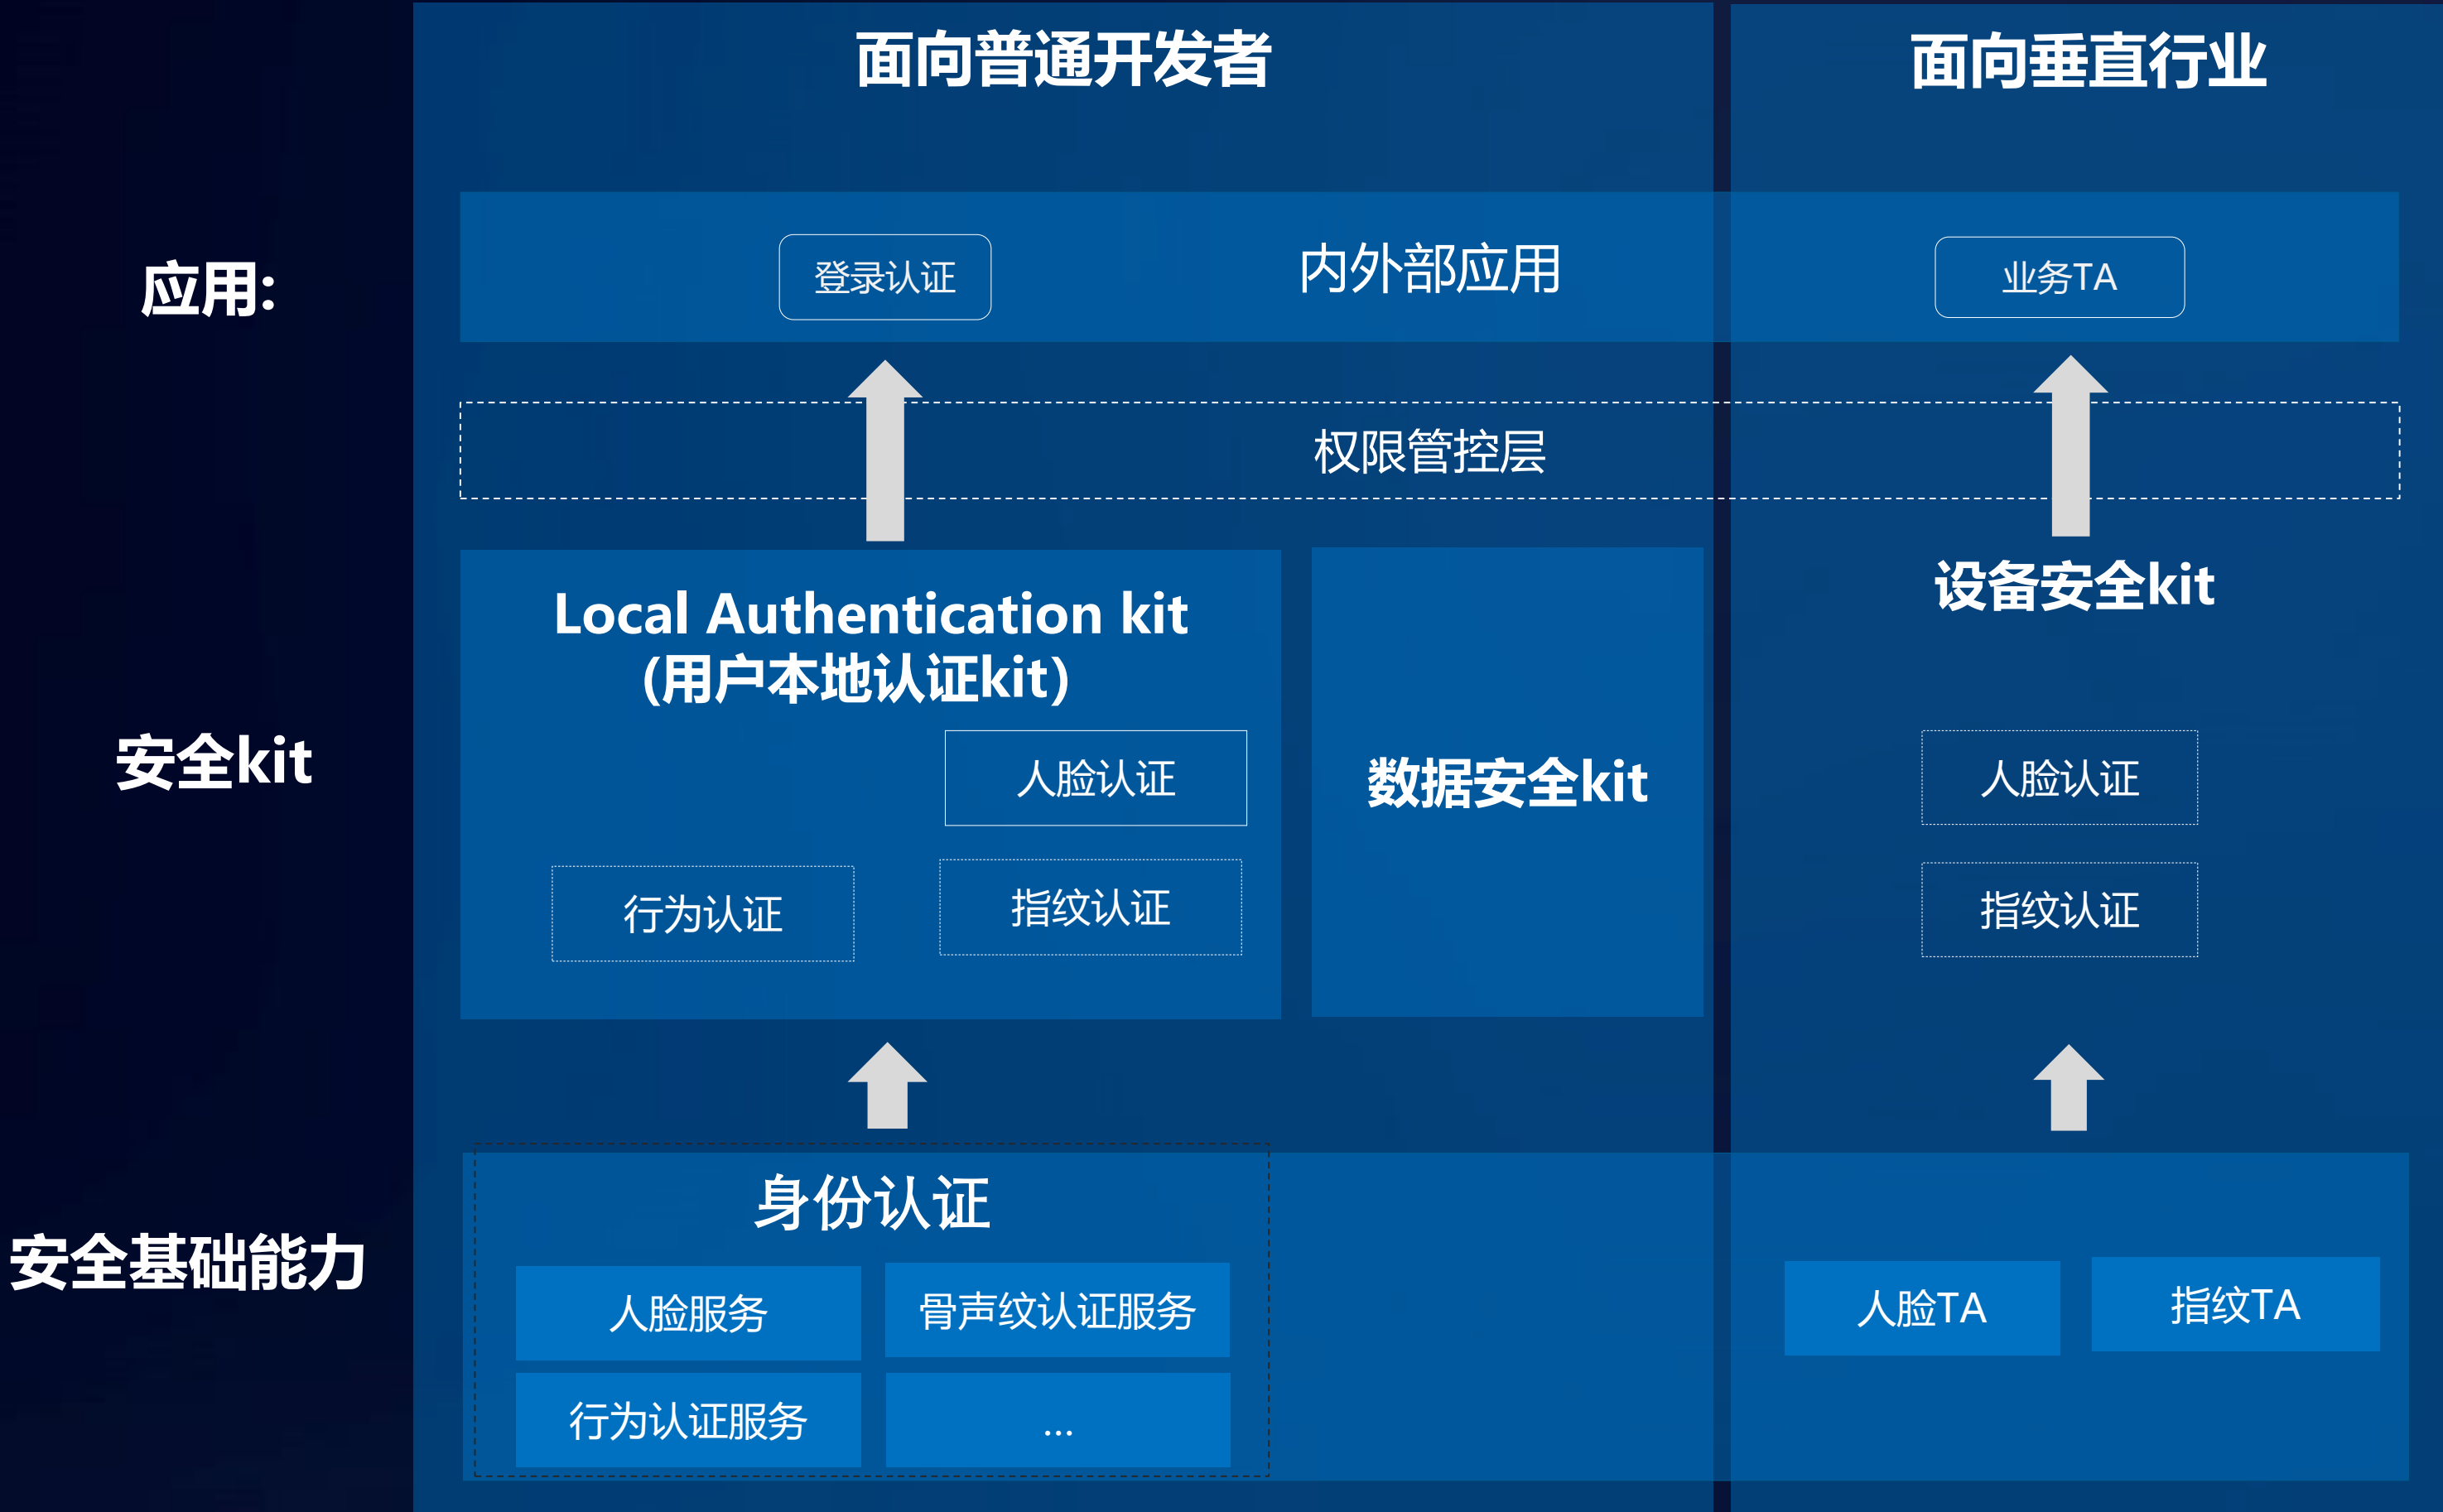 面向普通开发者
面向垂直行业
应用:
登录认证
内外部应用
业务TA
权限管控层
安全kit
Local Authentication kit
(用户本地认证kit)
人脸认证
行为认证
指纹认证
数据安全kit
设备安全kit
人脸认证
指纹认证
安全基础能力
身份认证
人脸服务
骨声纹认证服务
行为认证服务
...
人脸TA
指纹TA